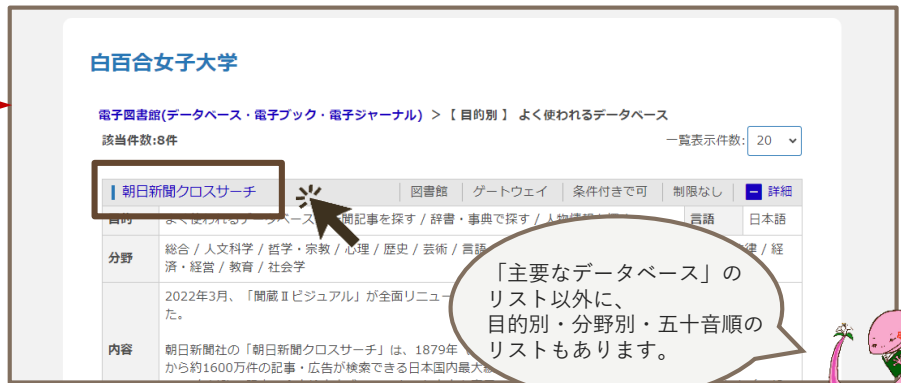 白百合女子大学
電子図書館(データベース・電子ブック・電子ジャーナル) > 【 目的別 】 よく使われるデータベース
該当件数:8件 一覧表示件数: 20
朝日新聞クロスサーチ 図書館 ゲートウェイ 条件付きで可 制限なし 詳細
目的 よく使われるデータベース 聞記事を探す / 辞書・事典で探す / 言語 日本語
分野 総合 / 人文科学 / 哲学・宗教 / 心理 / 歴史 / 芸術 / 言語 律 / 経
済・経営 / 教育 / 社会学
2022年3月、「聞蔵Ⅱビジュアル」が全面リニュー
た。
内容 朝日新聞社の「朝日新聞クロスサーチ」は、1879年
から約1600万件の記事・広告が検索できる日本国内最大
「主要なデータベース」の
リスト以外に、
目的別・分野別・五十音順の
リストもあります。